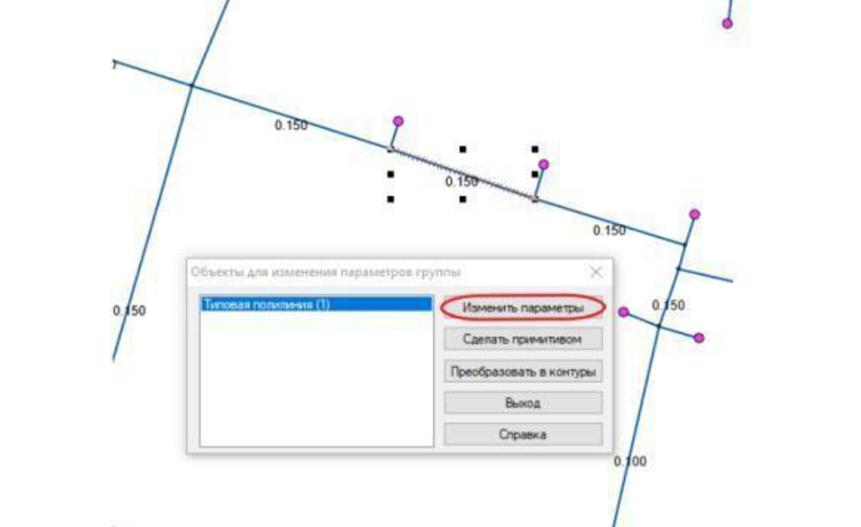 0.150
0.150
0.150
Объекты для изменения параметров группы
Типовая полилиния (1)
Изменить параметры
Сделать примитивом
Преобразовать в контуры
Выход
Справка
0.150
0.150
0.100